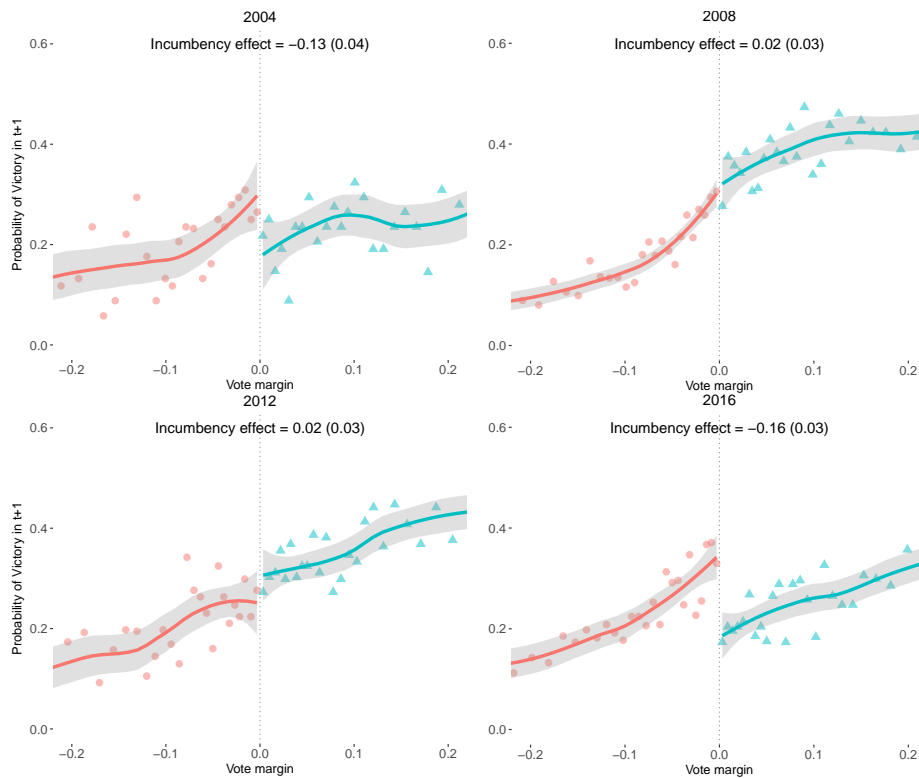 2004
Incumbency effect = −0.13 (0.04)
Probability of Victory in t+1
0.6
0.4
0.2
0.0
−0.2 −0.1 0.0 0.1 0.2
Vote margin
2008
Incumbency effect = 0.02 (0.03)
0.6
0.4
0.2
0.0
−0.2 −0.1 0.0 0.1 0.2
Vote margin
2012
Incumbency effect = 0.02 (0.03)
Probability of Victory in t+1
0.6
0.4
0.2
0.0
−0.2 −0.1 0.0 0.1 0.2
Vote margin
2016
Incumbency effect = −0.16 (0.03)
0.6
0.4
0.2
0.0
−0.2 −0.1 0.0 0.1 0.2
Vote margin